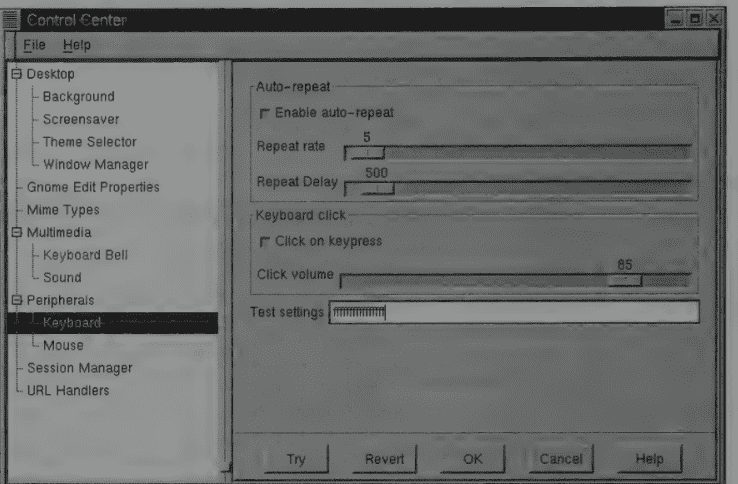 Control Center
File Help
Desktop
Background
Screensaver
Theme Selector
Window Manager
Gnome Edit Properties
Mime Types
Multimedia
Keyboard Bell
Sound
Peripherals
Keyboard
Mouse
Session Manager
URL Handlers
Auto-repeat
Enable auto-repeat
5
Repeat rate
500
Repeat Delay
Keyboard click
Click on keypress
85
Click volume
Test settings
Try Revert OK Cancel Help